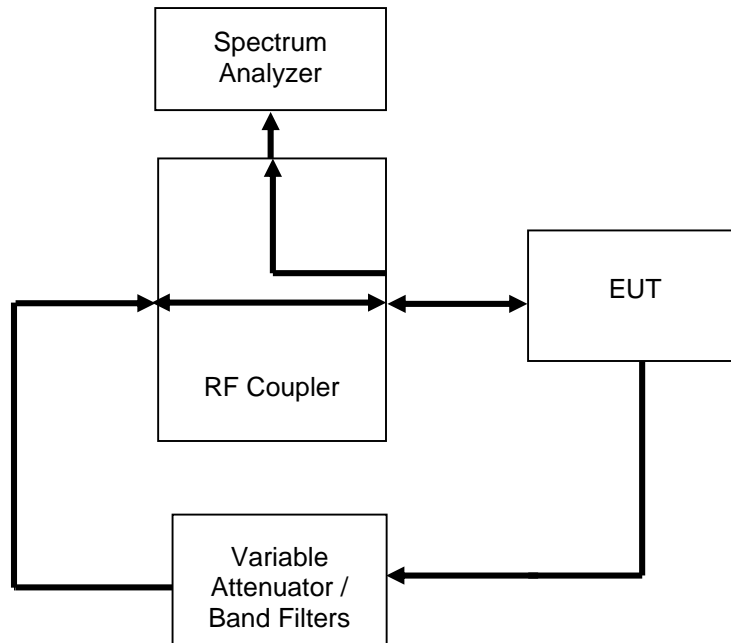 Spectrum
Analyzer
EUT
RF Coupler
Variable
Attenuator /
Band Filters